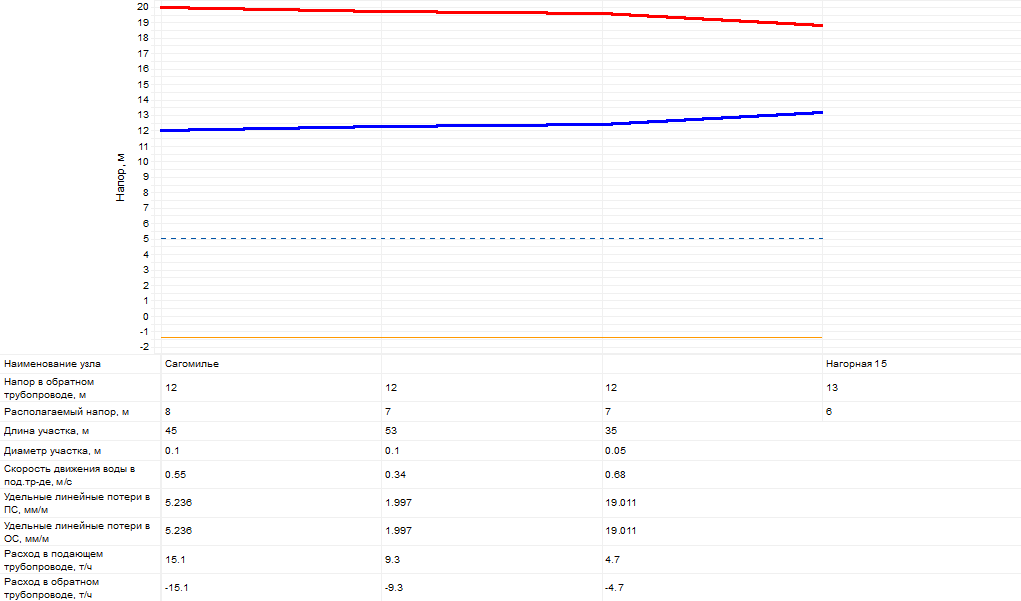 20
19
18
17
16
15
14
13
12
11
10
9
8
7
6
5
4
3
2
1
0
-1
-2
Напор, м
Наименование узла Сагомилье Нагорная 15
Напор в обратном
трубопроводе, м 12 12 12 13
Располагаемый напор, м 8 7 7 6
Длина участка, м 45 53 35
Диаметр участка, м 0.1 0.1 0.05
Скорость движения воды в
под.тр-де, м/с 0.55 0.34 0.68
Удельные линейные потери в
ПС, мм/м 5.236 1.997 19.011
Удельные линейные потери в
ОС, мм/м 5.236 1.997 19.011
Расход в подающем
трубопроводе, т/ч 15.1 9.3 4.7
Расход в обратном
трубопроводе, т/ч -15.1 -9.3 -4.7